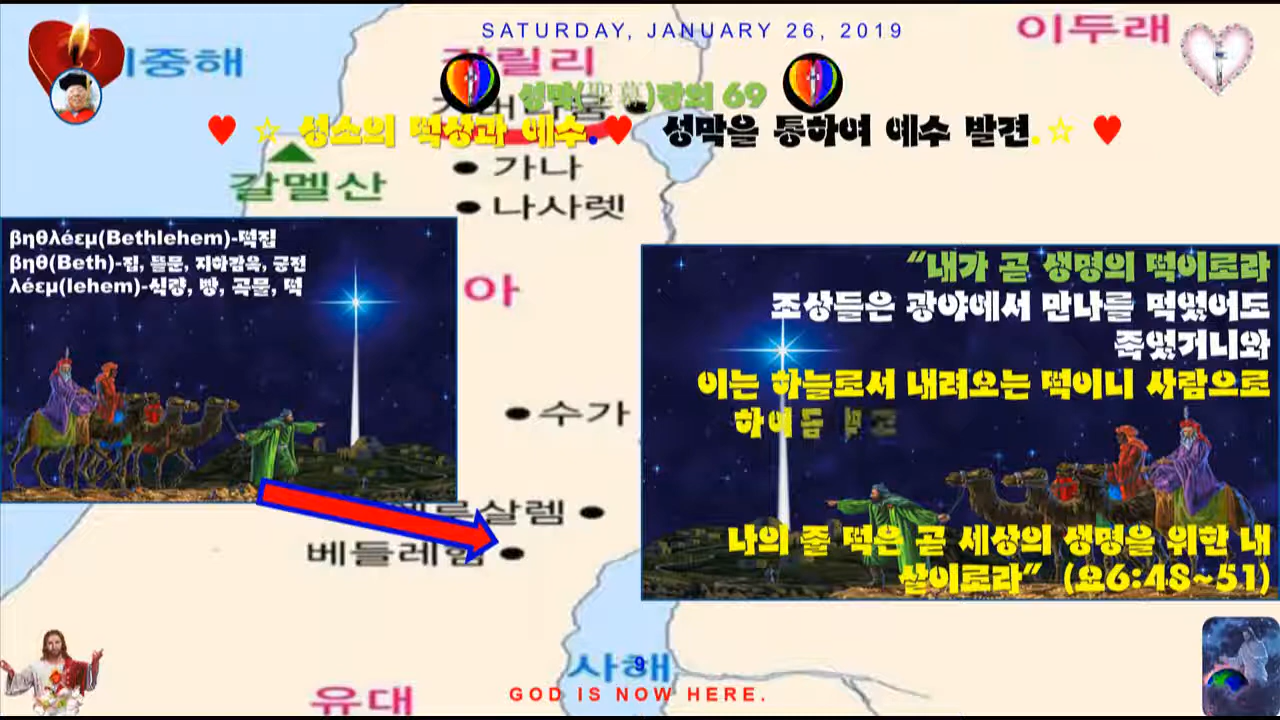 SATURDAY, JANUARY 26, 2019
이두래
지중해
갈릴리
성막(聖幕)강의 69
♥ ☆ 성소의 떡상과 예수.♥ 성막을 통하여 예수 발견.☆ ♥
가나
갈멜산
나사렛
βηθλέεμ(Bethlehem)-떡집
βηθ(Beth)-집, 뜰문, 지하감옥, 궁전
λέεμ(lehem)-식량, 빵, 곡물, 떡
아
"내가 곧 생명의 떡이로라
조상들은 광야에서 만나를 먹었어도
죽었거니와
이는 하늘로서 내려오는 떡이니 사람으로
하여금 먹고
수가
루살렘
베들레헴
나의 줄 떡은 곧 세상의 생명을 위한 내
살이로라" (요6:48~51)
사해
9
유대
GOD IS NOW HERE.